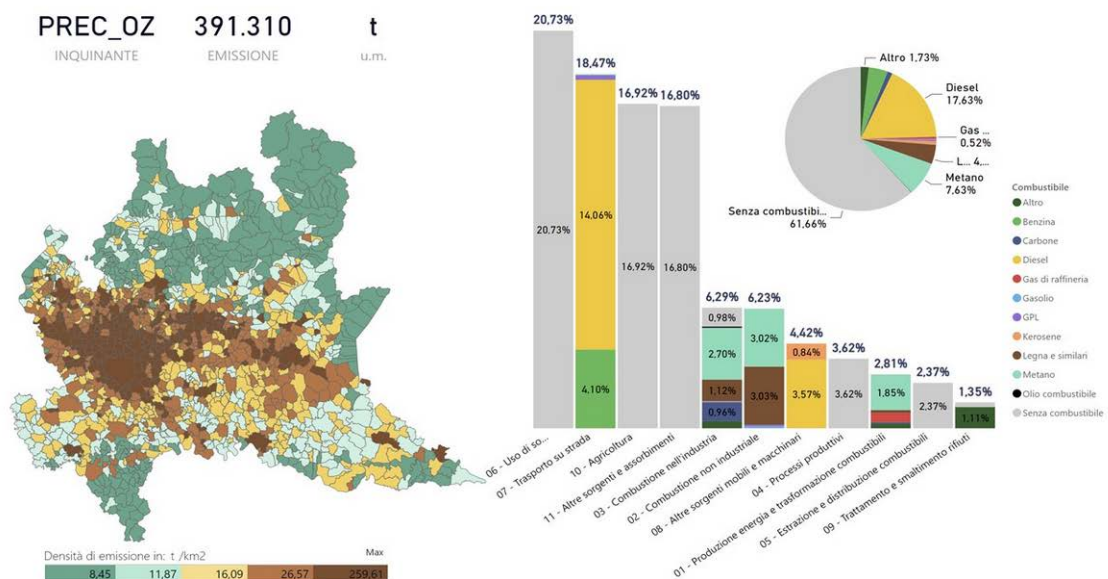 PREC_OZ 391.310 t
INQUINANTE EMISSIONE u.m.
Densità di emissione in: t /km2 Max
8,45 11,87 16,09 26,57 259,61
20,73%
18,47%
16,92%
16,80%
6,29%
6,23%
4,42%
3,62%
2,81%
2,37%
1,35%
20,73%
14,06%
4,10%
16,92%
16,80%
0,98%
2,70%
1,12%
0,96%
3,02%
3,03%
0,84%
3,57%
3,62%
1,85%
2,37%
1,11%
06 - Uso di so...
07 - Trasporto su strada
10 - Agricoltura
11 - Altre sorgenti e assorbimenti
03 - Combustione nell'industria
02 - Combustione non industriale
08 - Altre sorgenti mobili e macchinari
04 - Processi produttivi
01 - Produzione energia e trasformazione combustibili
05 - Estrazione e distribuzione combustibili
09 - Trattamento e smaltimento rifiuti
Altro 1,73%
Diesel
17,63%
Gas ...
0,52%
L... 4,...
Metano
7,63%
Senza combustibi...
61,66%
Combustibile
Altro
Benzina
Carbone
Diesel
Gas di raffineria
Gasolio
GPL
Kerosene
Legna e similari
Metano
Olio combustibile
Senza combustibile